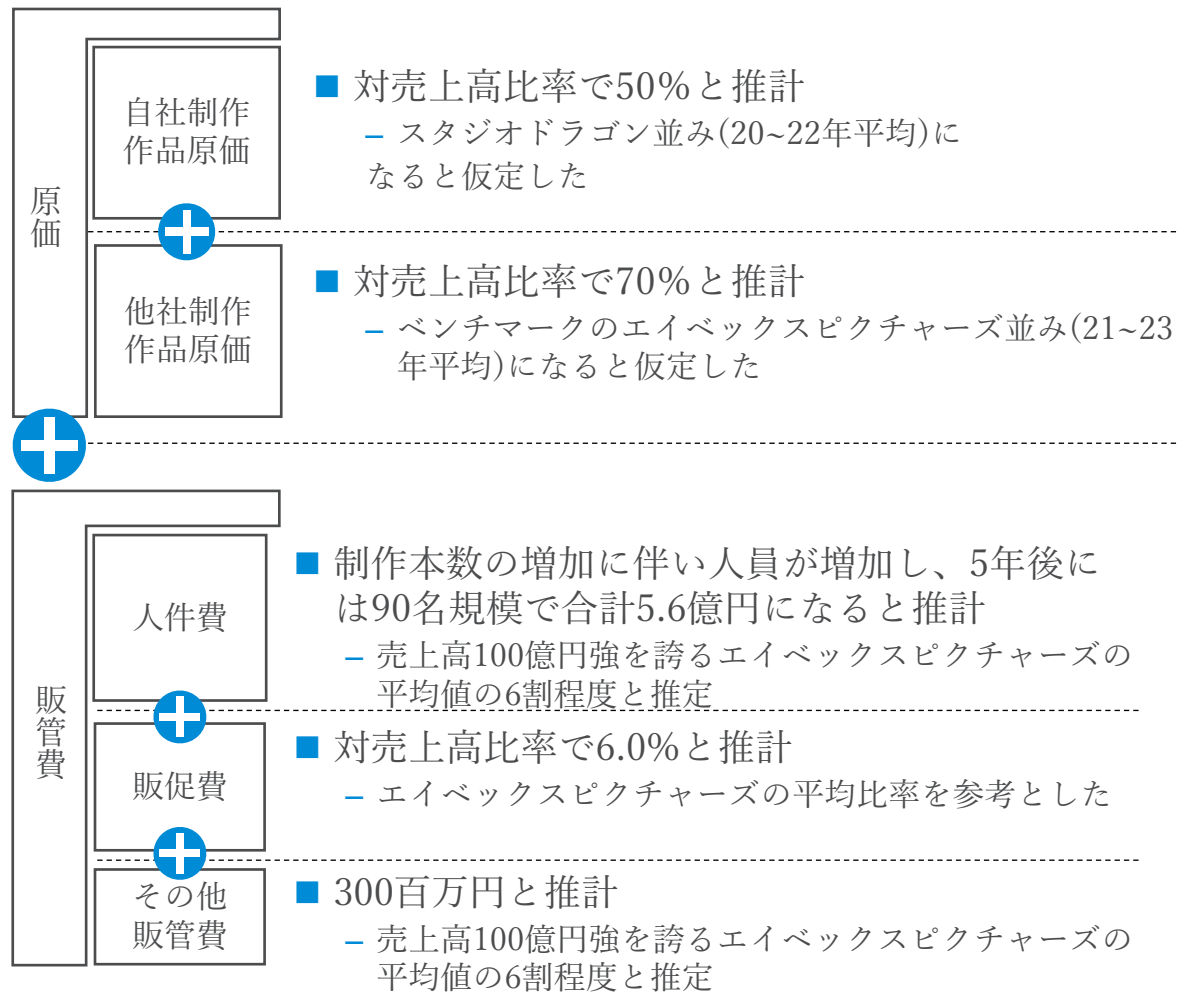 原価
自社制作
作品原価
■ 対売上高比率で50%と推計
– スタジオドラゴン並み(20~22年平均)に
なると仮定した
他社制作
作品原価
■ 対売上高比率で70%と推計
– ベンチマークのエイベックスピクチャーズ並み(21~23
年平均)になると仮定した
販管費
人件費
■ 制作本数の増加に伴い人員が増加し、5年後に
は90名規模で合計5.6億円になると推計
– 売上高100億円強を誇るエイベックスピクチャーズの
平均値の6割程度と推定
販促費
■ 対売上高比率で6.0%と推計
– エイベックスピクチャーズの平均比率を参考とした
その他
販管費
■ 300百万円と推計
– 売上高100億円強を誇るエイベックスピクチャーズの
平均値の6割程度と推定